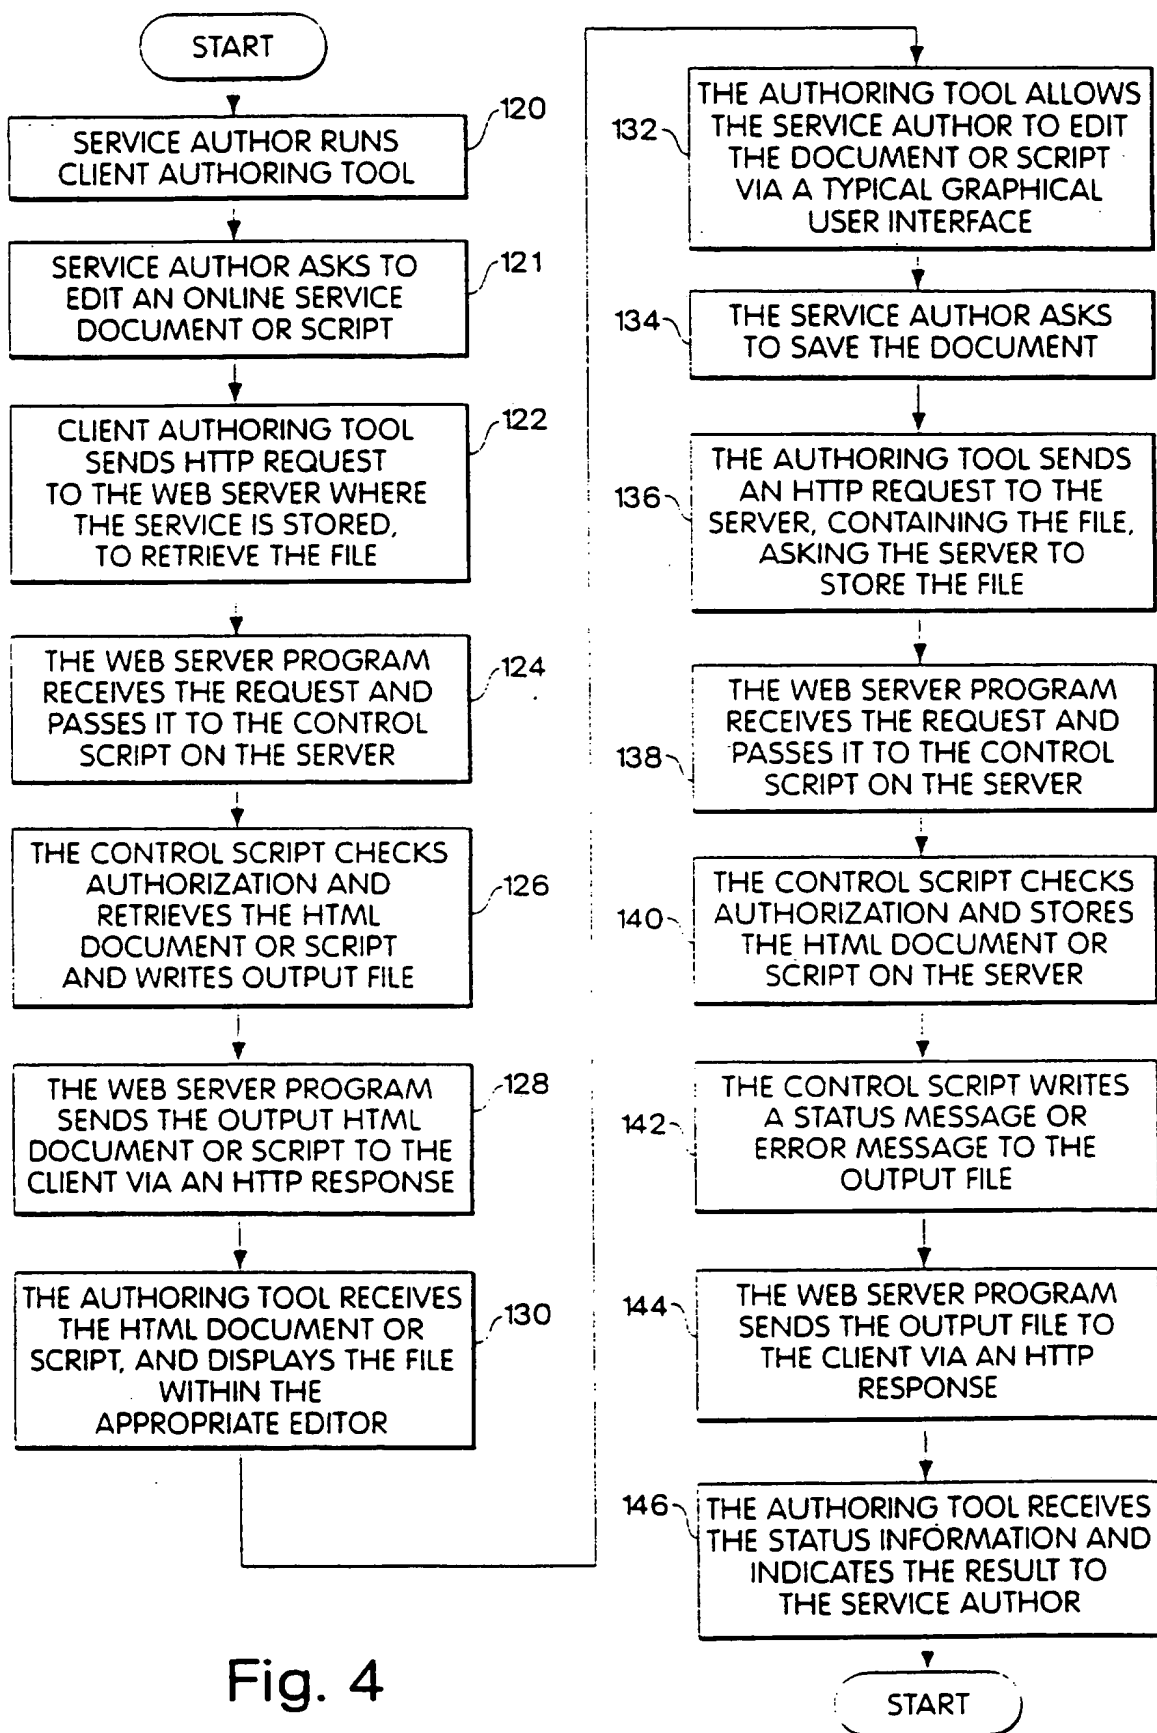 START
120
SERVICE AUTHOR RUNS
CLIENT AUTHORING TOOL
121
SERVICE AUTHOR ASKS TO
EDIT AN ONLINE SERVICE
DOCUMENT OR SCRIPT
122
CLIENT AUTHORING TOOL
SENDS HTTP REQUEST
TO THE WEB SERVER WHERE
THE SERVICE IS STORED,
TO RETRIEVE THE FILE
124
THE WEB SERVER PROGRAM
RECEIVES THE REQUEST AND
PASSES IT TO THE CONTROL
SCRIPT ON THE SERVER
126
THE CONTROL SCRIPT CHECKS
AUTHORIZATION AND
RETRIEVES THE HTML
DOCUMENT OR SCRIPT
AND WRITES OUTPUT FILE
128
THE WEB SERVER PROGRAM
SENDS THE OUTPUT HTML
DOCUMENT OR SCRIPT TO THE
CLIENT VIA AN HTTP RESPONSE
130
THE AUTHORING TOOL RECEIVES
THE HTML DOCUMENT OR
SCRIPT, AND DISPLAYS THE FILE
WITHIN THE
APPROPRIATE EDITOR
132
THE AUTHORING TOOL ALLOWS
THE SERVICE AUTHOR TO EDIT
THE DOCUMENT OR SCRIPT
VIA A TYPICAL GRAPHICAL
USER INTERFACE
134
THE SERVICE AUTHOR ASKS
TO SAVE THE DOCUMENT
136
THE AUTHORING TOOL SENDS
AN HTTP REQUEST TO THE
SERVER, CONTAINING THE FILE,
ASKING THE SERVER TO
STORE THE FILE
138
THE WEB SERVER PROGRAM
RECEIVES THE REQUEST AND
PASSES IT TO THE CONTROL
SCRIPT ON THE SERVER
140
THE CONTROL SCRIPT CHECKS
AUTHORIZATION AND STORES
THE HTML DOCUMENT OR
SCRIPT ON THE SERVER
142
THE CONTROL SCRIPT WRITES
A STATUS MESSAGE OR
ERROR MESSAGE TO THE
OUTPUT FILE
144
THE WEB SERVER PROGRAM
SENDS THE OUTPUT FILE TO
THE CLIENT VIA AN HTTP
RESPONSE
146
THE AUTHORING TOOL RECEIVES
THE STATUS INFORMATION AND
INDICATES THE RESULT TO
THE SERVICE AUTHOR
START
Fig. 4